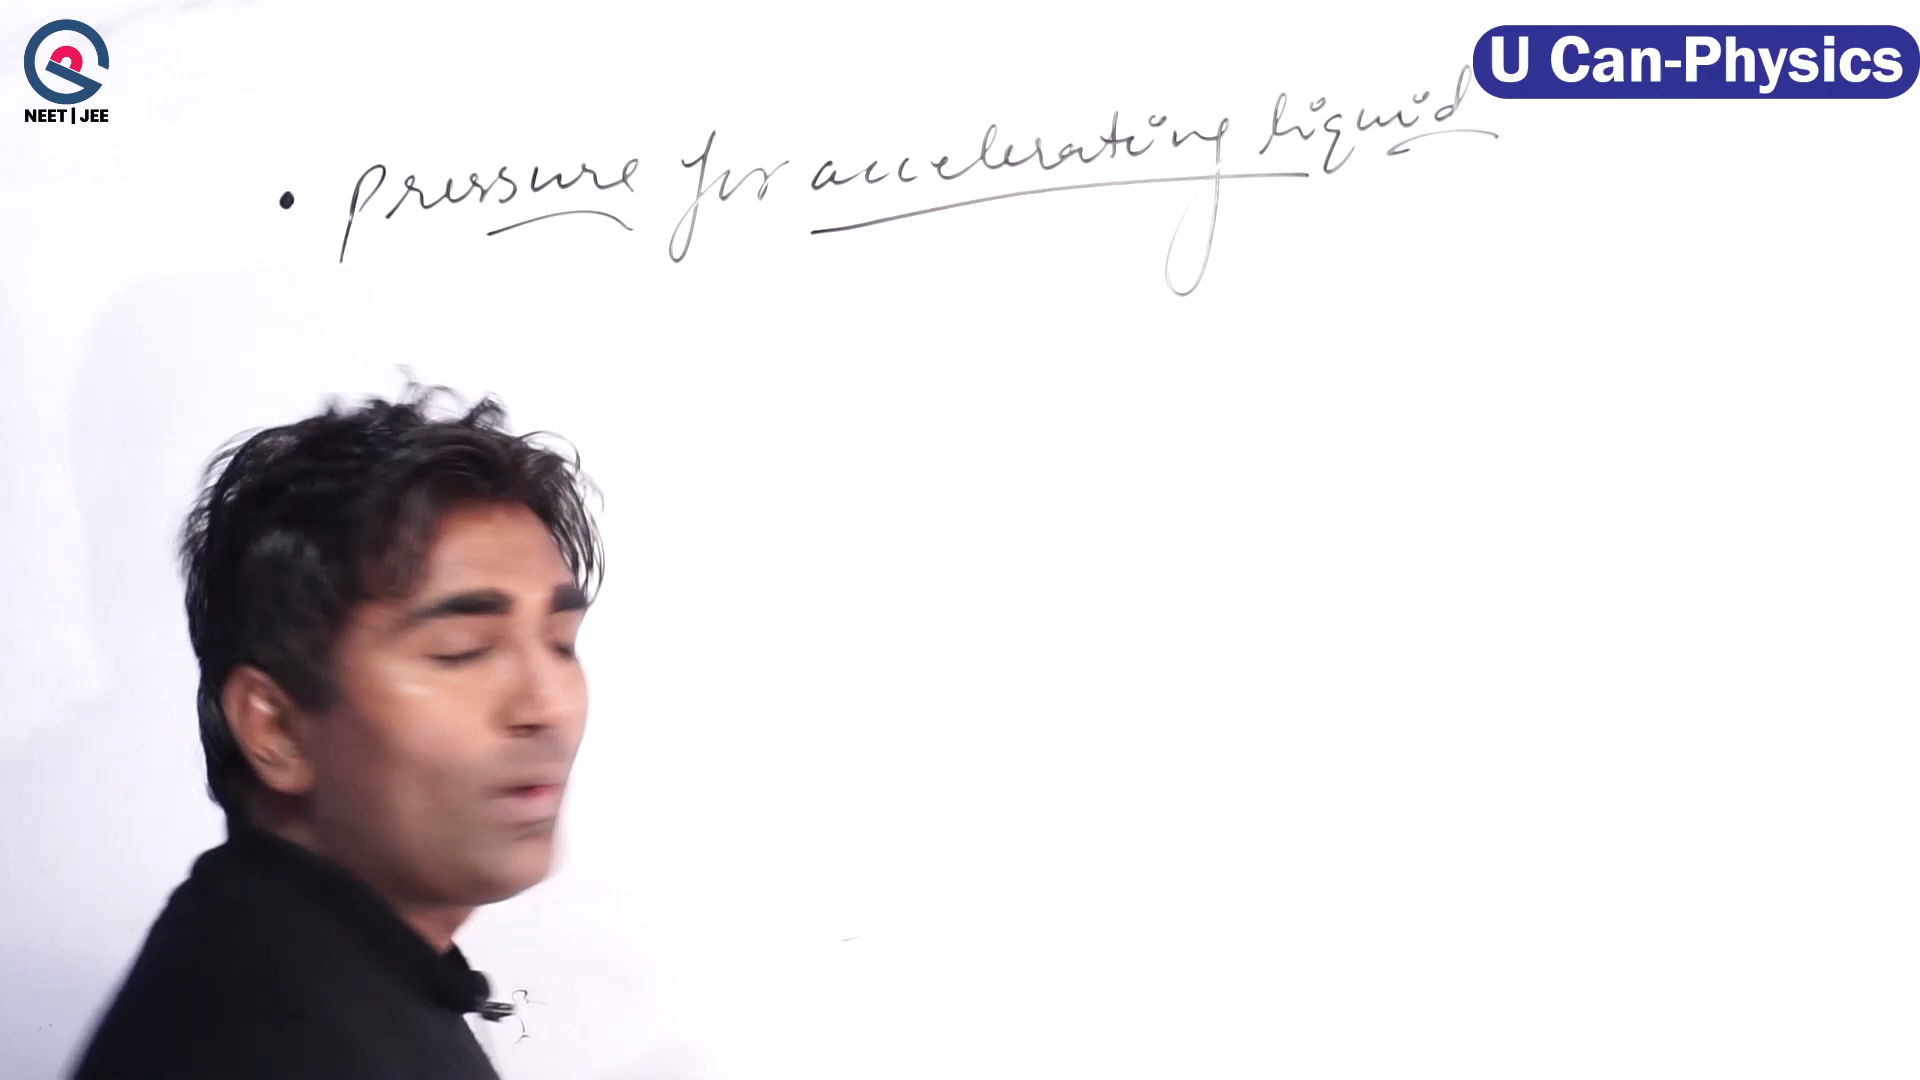 NEET | JEE
U Can-Physics
• Pressure for accelerating liquid